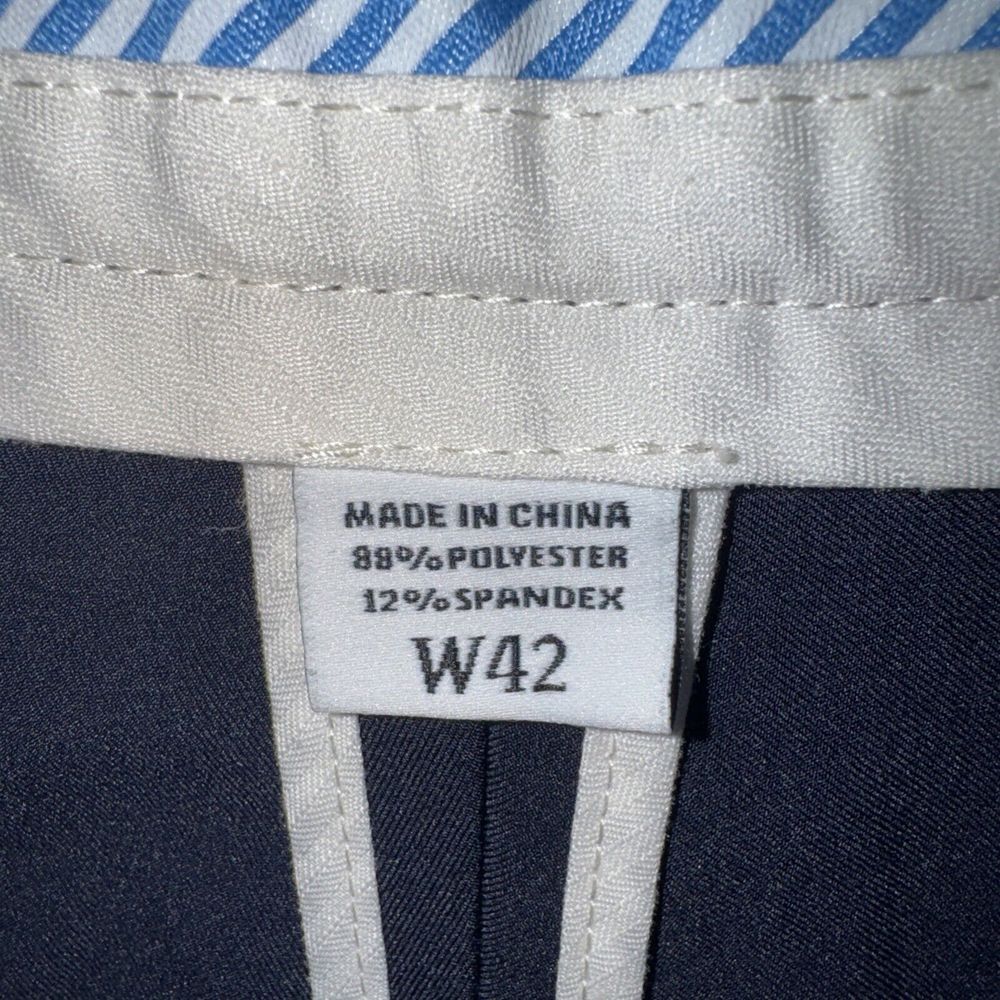 MADE IN CHINA
88%POLYESTER
12%SPANDEX
W42